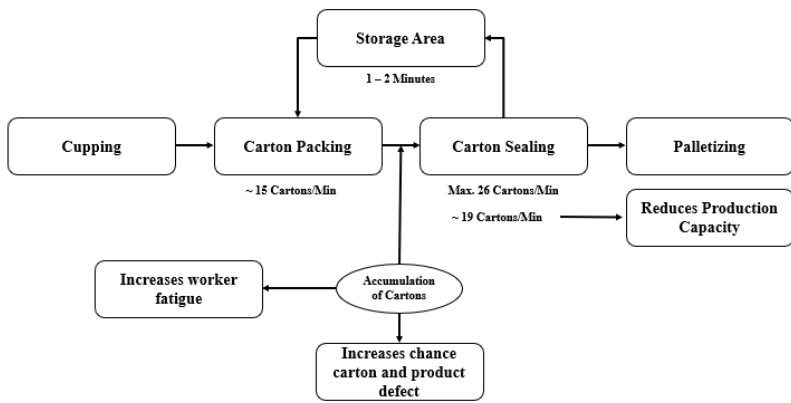 Storage Area
1 – 2 Minutes
Cupping
Carton Packing
Carton Sealing
Palletizing
~ 15 Cartons/Min
Max. 26 Cartons/Min
~ 19 Cartons/Min
Reduces Production
Capacity
Increases worker
fatigue
Accumulation
of Cartons
Increases chance
carton and product
defect